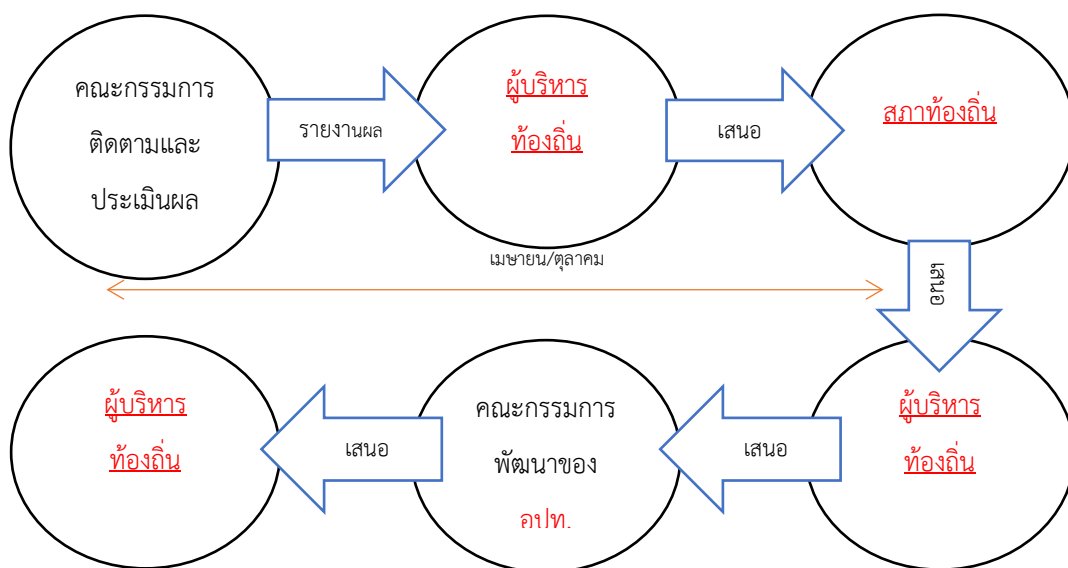 คณะกรรมการ
ติดตามและ
ประเมินผล
รายงานผล
ผู้บริหาร
ท้องถิ่น
เสนอ
สภาท้องถิ่น
เมษายน/ตุลาคม
เสนอ
ผู้บริหาร
ท้องถิ่น
เสนอ
คณะกรรมการ
พัฒนาของ
อปท.
เสนอ
ผู้บริหาร
ท้องถิ่น